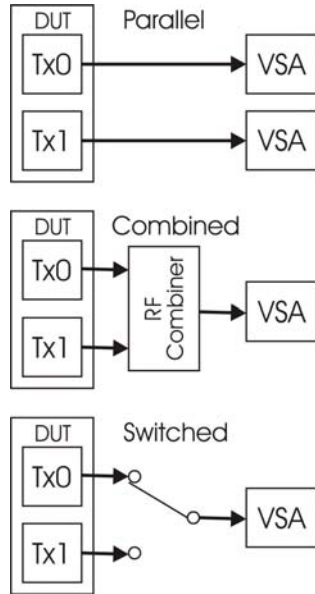 Parallel
DUT
Tx0
VSA
Tx1
VSA
Combined
DUT
Tx0
RF
Combiner
VSA
Tx1
Switched
DUT
Tx0
VSA
Tx1